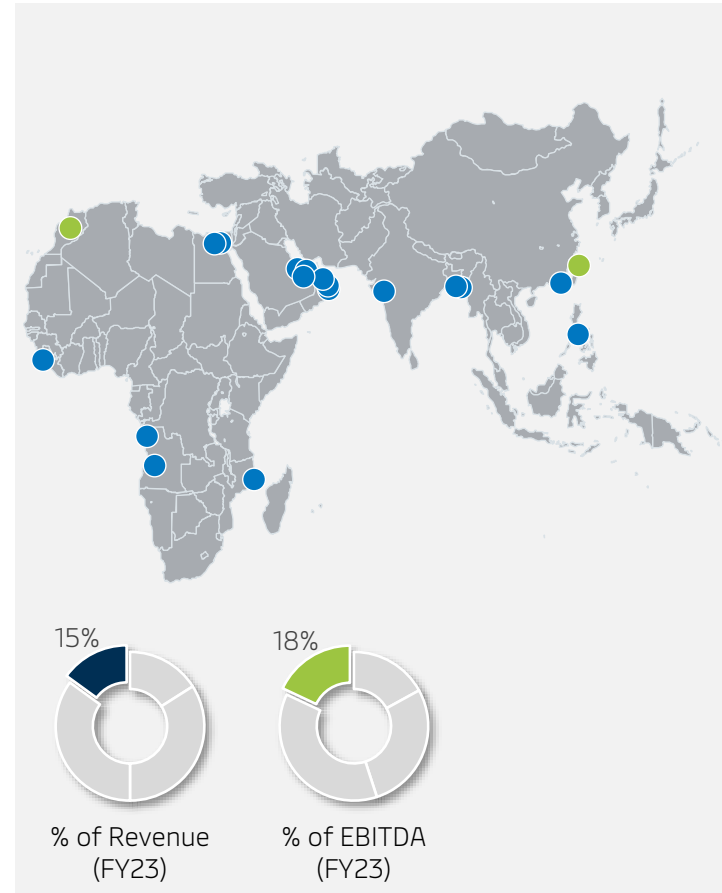 15%
18%
% of Revenue
(FY23)
% of EBITDA
(FY23)